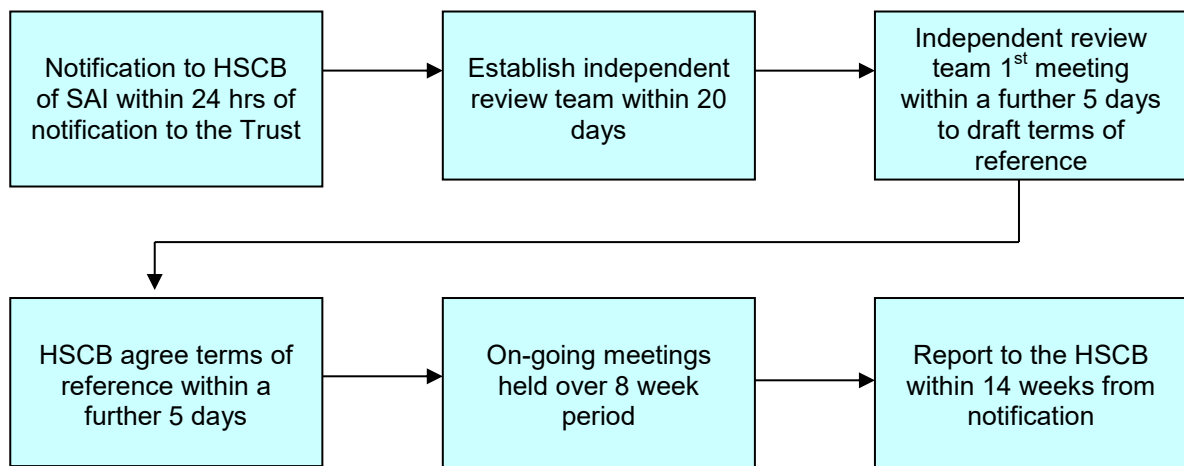 Notification to HSCB
of SAI within 24 hrs of
notification to the Trust
Establish independent
review team within 20
days
Independent review
team 1st meeting
within a further 5 days
to draft terms of
reference
HSCB agree terms of
reference within a
further 5 days
On-going meetings
held over 8 week
period
Report to the HSCB
within 14 weeks from
notification